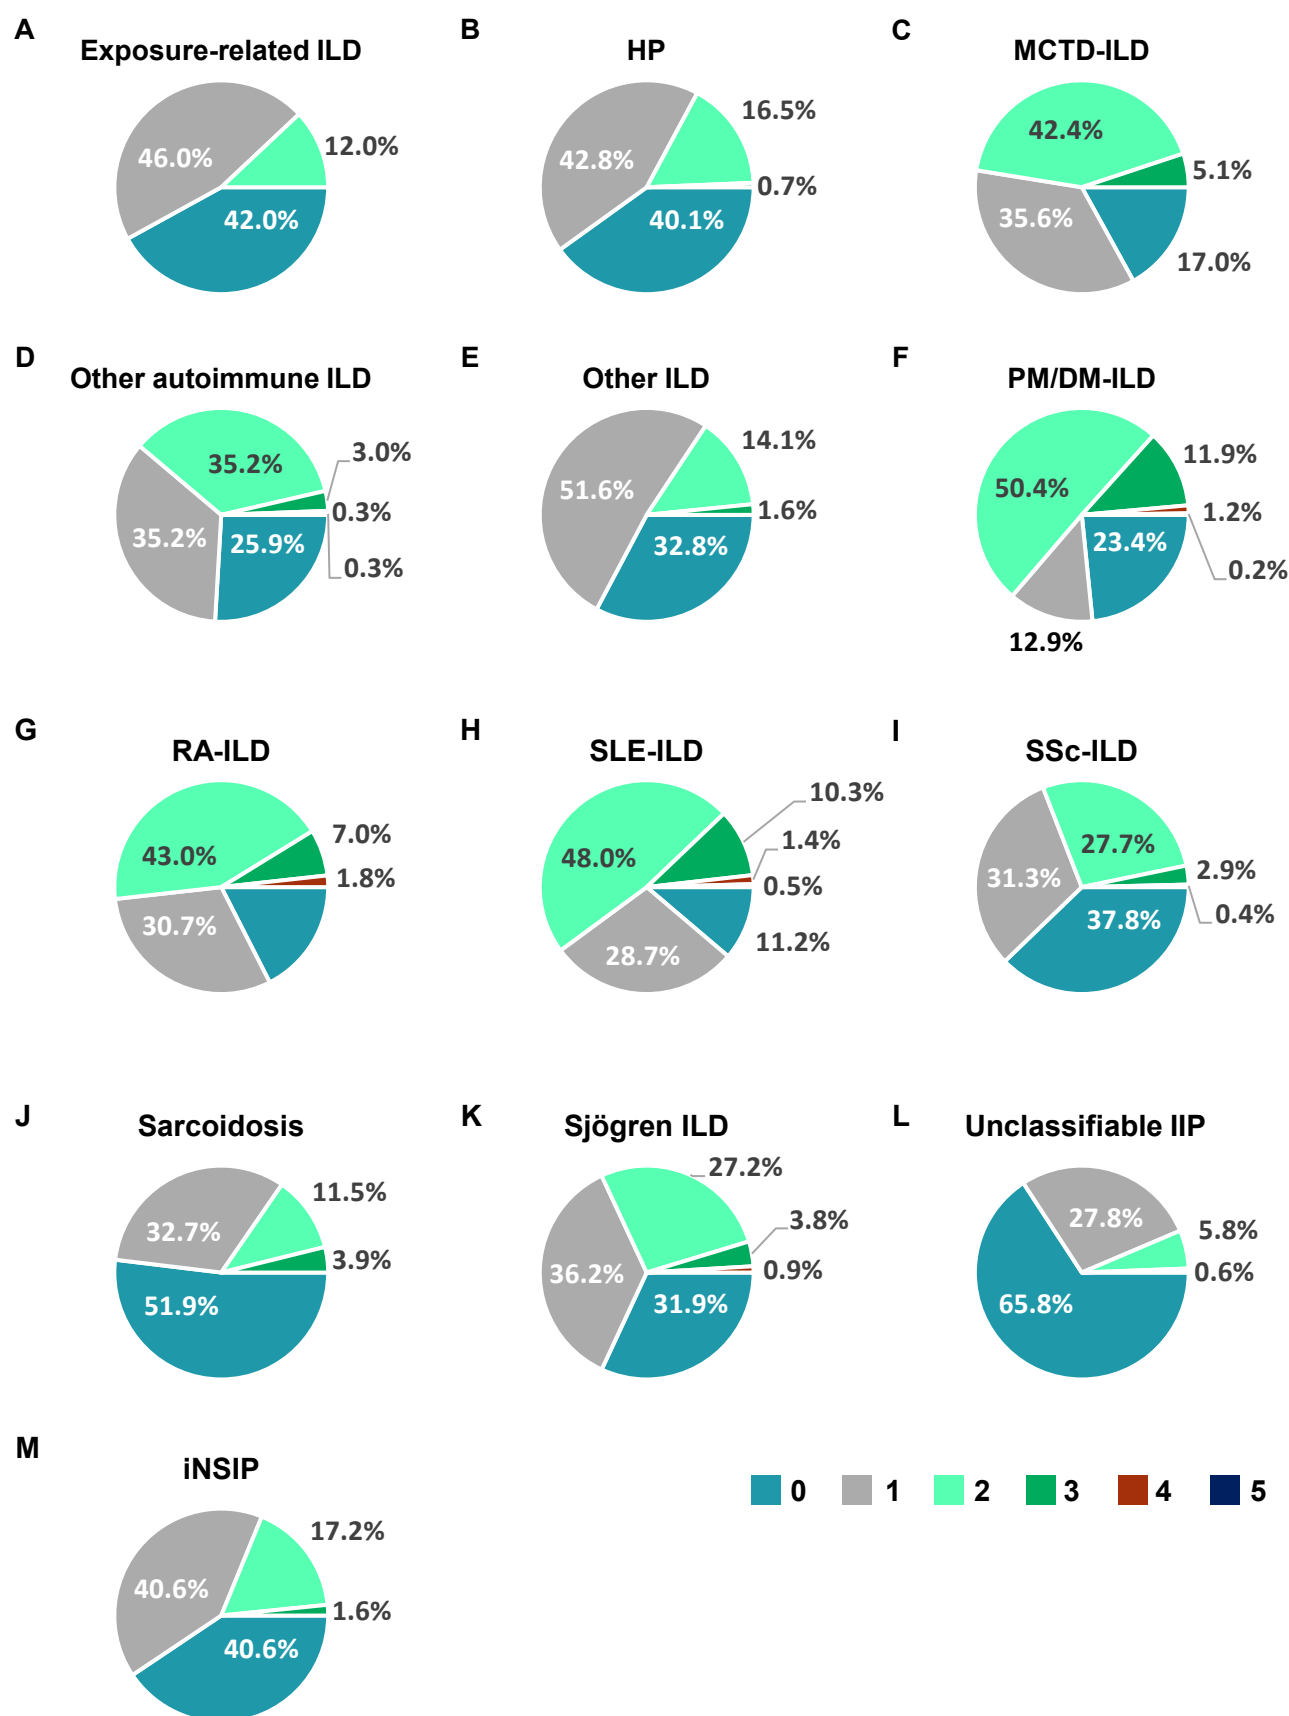 A
Exposure-related ILD
46.0%
12.0%
42.0%
B
HP
42.8%
16.5%
0.7%
40.1%
C
MCTD-ILD
42.4%
5.1%
35.6%
17.0%
D
Other autoimmune ILD
35.2%
3.0%
0.3%
35.2%
25.9%
0.3%
E
Other ILD
51.6%
14.1%
1.6%
32.8%
F
PM/DM-ILD
50.4%
11.9%
1.2%
23.4%
0.2%
12.9%
G
RA-ILD
43.0%
7.0%
1.8%
30.7%
H
SLE-ILD
48.0%
10.3%
1.4%
0.5%
28.7%
11.2%
I
SSc-ILD
31.3%
27.7%
2.9%
0.4%
37.8%
J
Sarcoidosis
32.7%
11.5%
3.9%
51.9%
K
Sjögren ILD
27.2%
3.8%
36.2%
0.9%
31.9%
L
Unclassifiable IIP
27.8%
5.8%
0.6%
65.8%
M
iNSIP
40.6%
17.2%
1.6%
40.6%
0 1 2 3 4 5